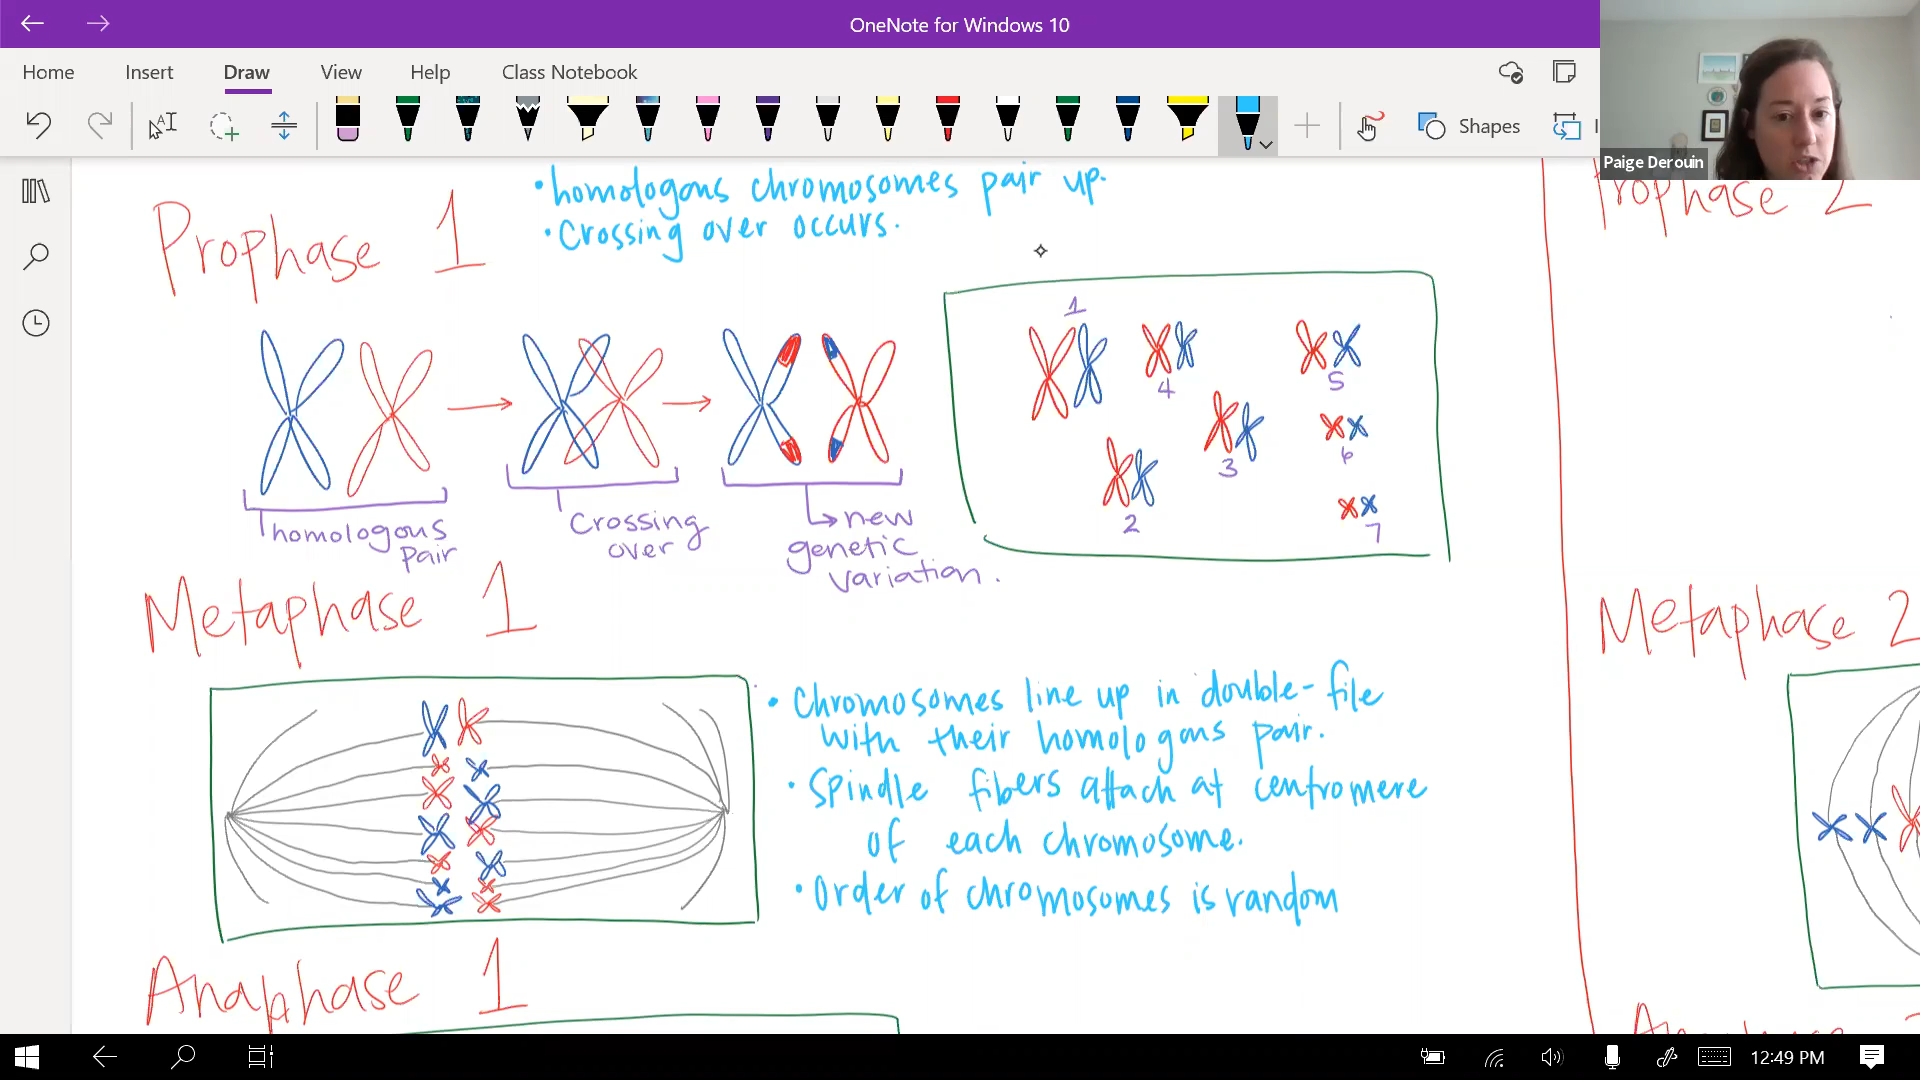 OneNote for Windows 10
Home Insert Draw View Help Class Notebook
Shapes
Paige Derouin
Prophase 1
•homologous chromosomes pair up.
•Crossing over occurs.
Prophase 2
1
4
5
3
6
2
7
homologous
pair
Crossing
over
new
genetic
variation.
Metaphase 1
Metaphase 2
• Chromosomes line up in double-file
with their homologous pair.
• Spindle fibers attach at centromere
of each chromosome.
• Order of chromosomes is random
Anaphase 1
12:49 PM